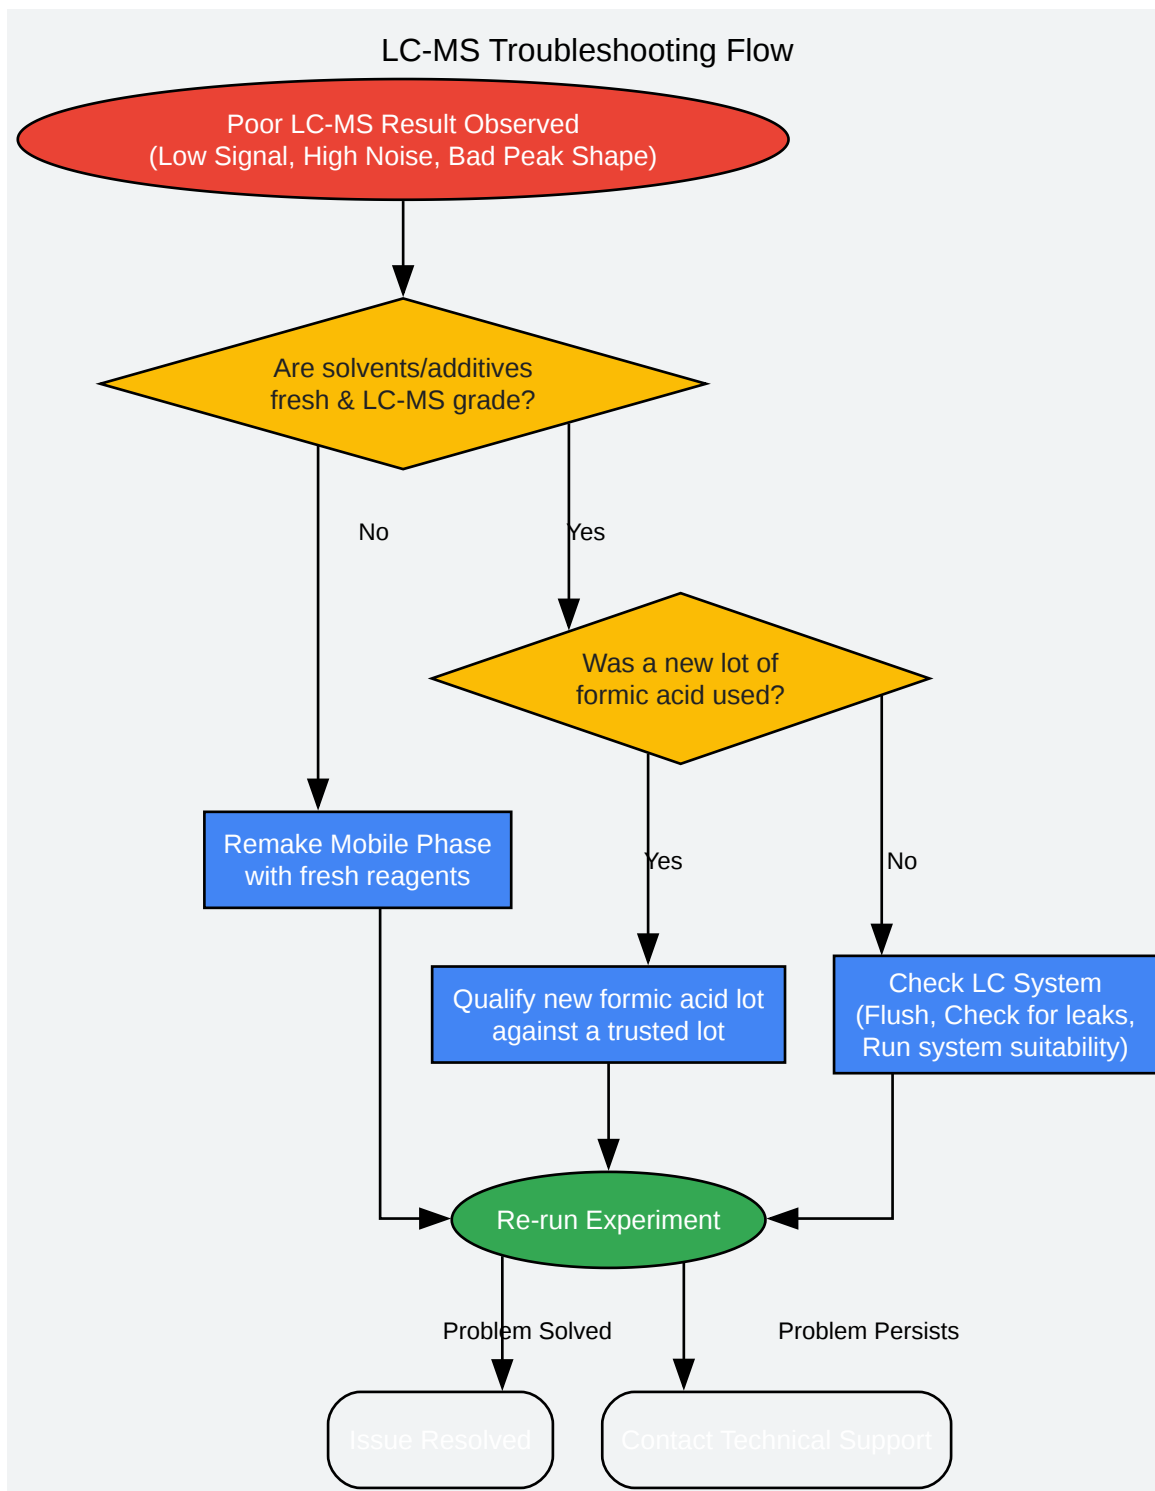 LC-MS Troubleshooting Flow
Poor LC-MS Result Observed
(Low Signal, High Noise, Bad Peak Shape)
Are solvents/additives
fresh & LC-MS grade?
No
Yes
Was a new lot of
formic acid used?
Remake Mobile Phase
with fresh reagents
Yes
No
Qualify new formic acid lot
against a trusted lot
Check LC System
(Flush, Check for leaks,
Run system suitability)
Re-run Experiment
Problem Solved
Problem Persists
Issue Resolved
Contact Technical Support